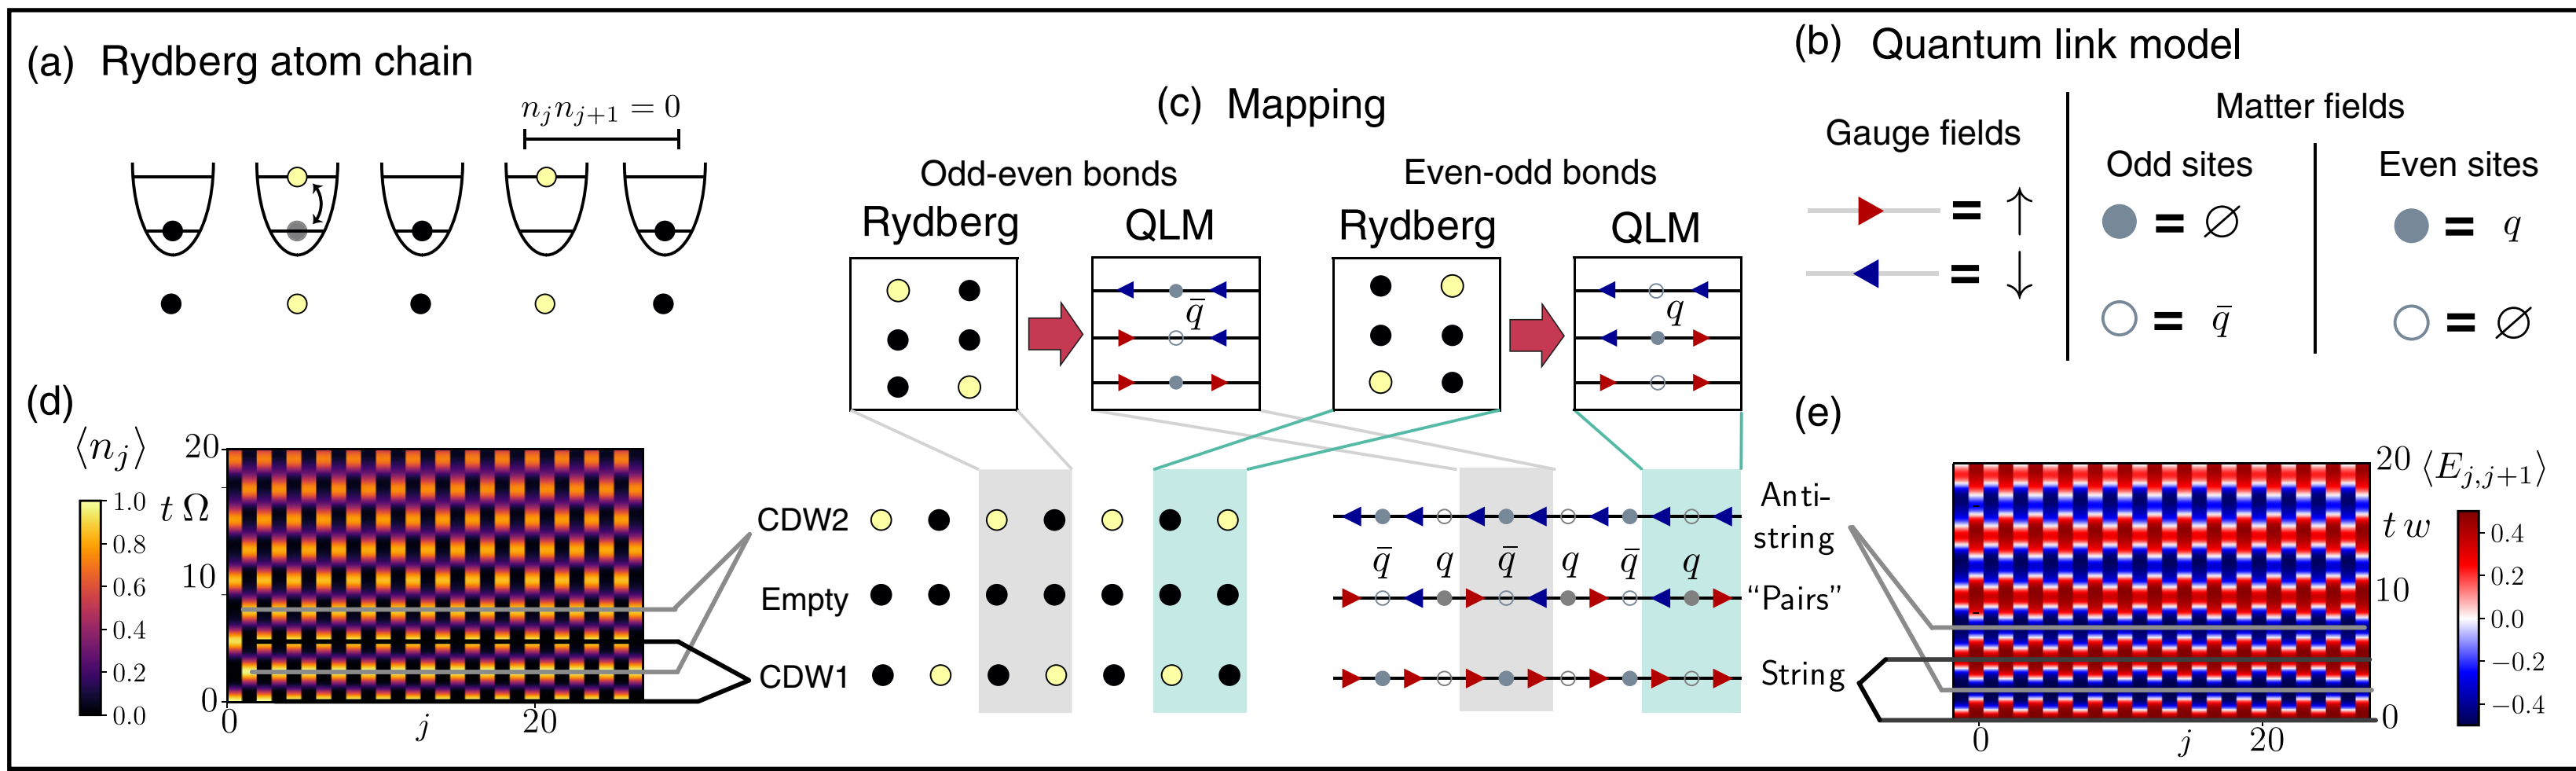 (a) Rydberg atom chain
n_j n_{j+1} = 0
(b) Quantum link model
Gauge fields
= ↑
= ↓
Matter fields
Odd sites
= ∅
= q̄
Even sites
= q
= ∅
(c) Mapping
Odd-even bonds
Rydberg
QLM
q̄
Even-odd bonds
Rydberg
QLM
q
CDW2
Empty
CDW1
Anti-
string
q̄ q q̄ q q̄ q
"Pairs"
String
(d)
⟨n_j⟩
1.0
0.8
0.6
0.4
0.2
0.0
t Ω
20
10
0
0
j
20
(e)
20
10
0
t w
0
j
20
⟨E_{j,j+1}⟩
0.4
0.2
0.0
−0.2
−0.4